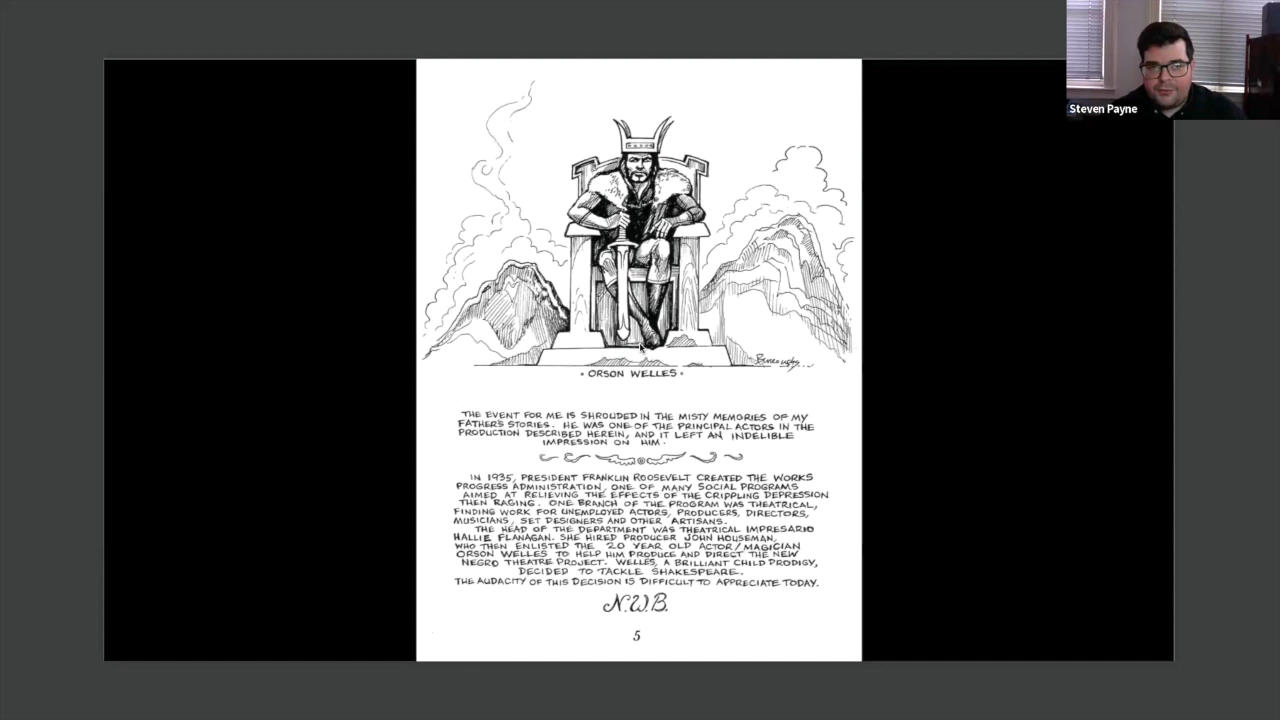 Steven Payne
Burroughs
· ORSON WELLES ·
THE EVENT FOR ME IS SHROUDED IN THE MISTY MEMORIES OF MY
FATHER'S STORIES. HE WAS ONE OF THE PRINCIPAL ACTORS IN THE
PRODUCTION DESCRIBED HEREIN, AND IT LEFT AN INDELIBLE
IMPRESSION ON HIM.
IN 1935, PRESIDENT FRANKLIN ROOSEVELT CREATED THE WORKS
PROGRESS ADMINISTRATION, ONE OF MANY SOCIAL PROGRAMS
AIMED AT RELIEVING THE EFFECTS OF THE CRIPPLING DEPRESSION
THEN RAGING. ONE BRANCH OF THE PROGRAM WAS THEATRICAL,
FINDING WORK FOR UNEMPLOYED ACTORS, PRODUCERS, DIRECTORS,
MUSICIANS, SET DESIGNERS AND OTHER ARTISANS.
THE HEAD OF THE DEPARTMENT WAS THEATRICAL IMPRESARIO
HALLIE FLANAGAN. SHE HIRED PRODUCER JOHN HOUSEMAN,
WHO THEN ENLISTED THE 20 YEAR OLD ACTOR/MAGICIAN
ORSON WELLES TO HELP HIM PRODUCE AND DIRECT THE NEW
NEGRO THEATRE PROJECT. WELLES, A BRILLIANT CHILD PRODIGY,
DECIDED TO TACKLE SHAKESPEARE.
THE AUDACITY OF THIS DECISION IS DIFFICULT TO APPRECIATE TODAY.
N.W.B.
5